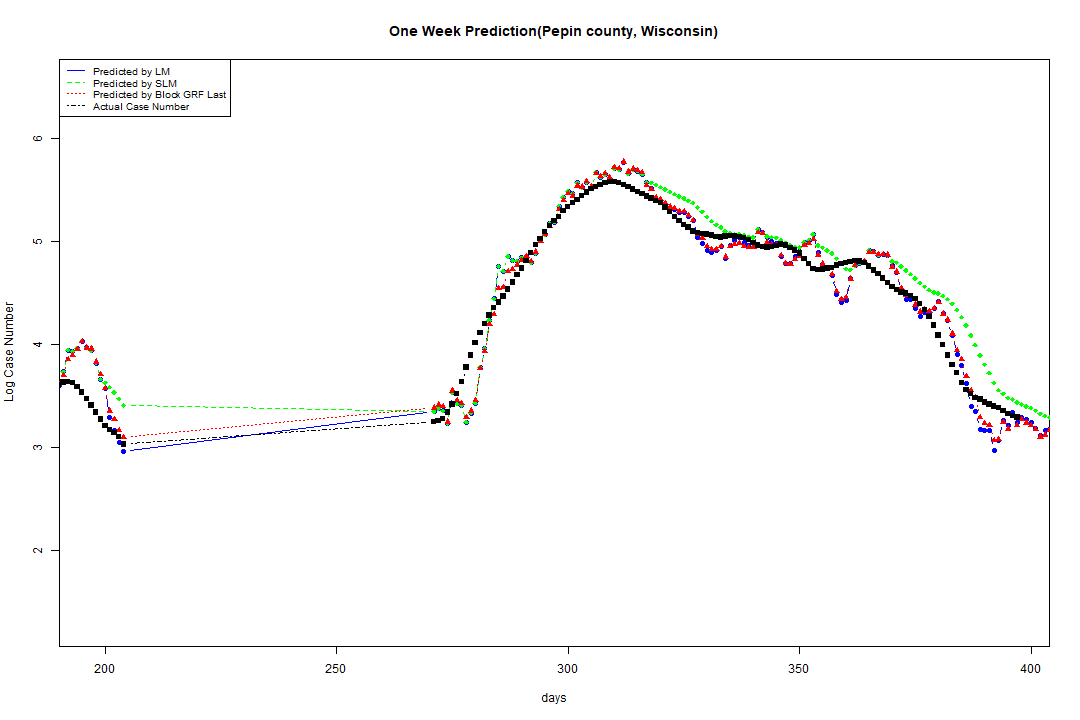 One Week Prediction(Pepin county, Wisconsin)
Predicted by LM
Predicted by SLM
Predicted by Block GRF Last
Actual Case Number
Log Case Number
6
5
4
3
2
200 250 300 350 400
days